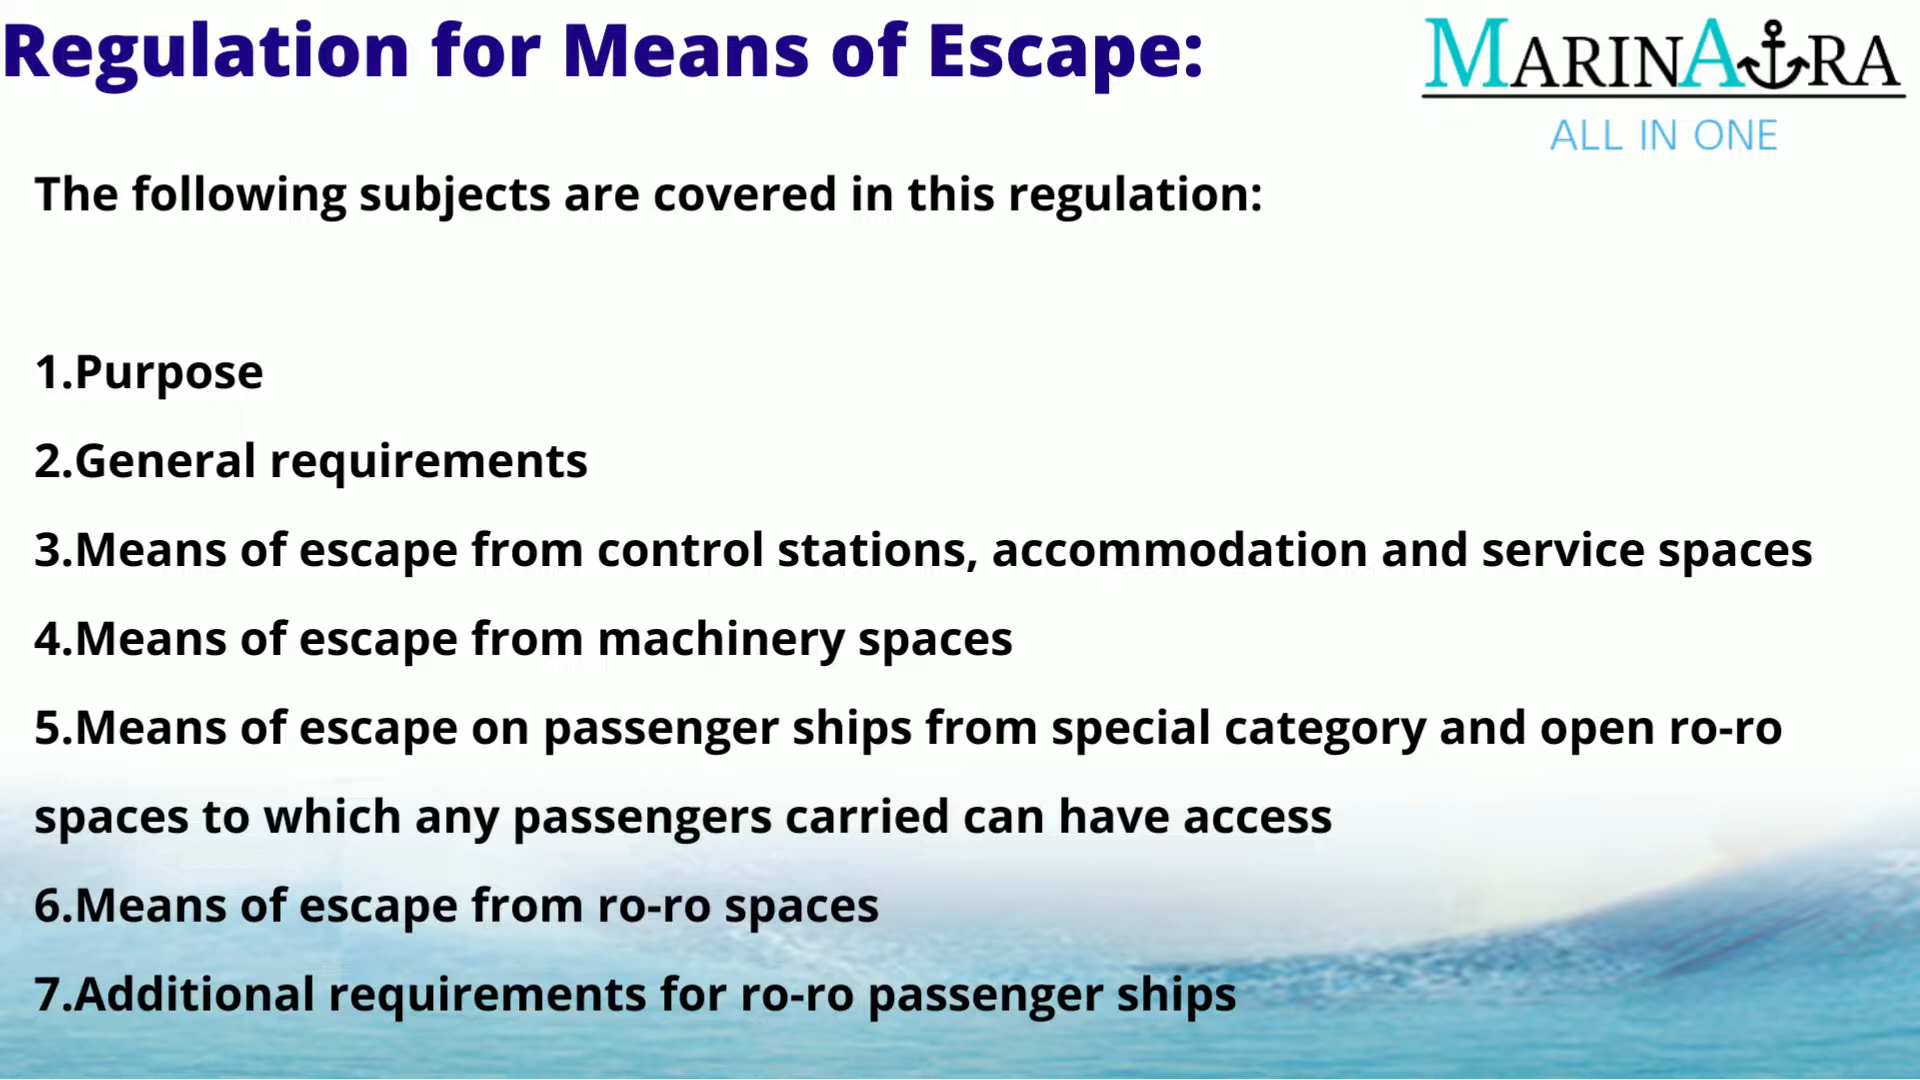 Regulation for Means of Escape:
MARINAURA
ALL IN ONE
The following subjects are covered in this regulation:
1.Purpose
2.General requirements
3.Means of escape from control stations, accommodation and service spaces
4.Means of escape from machinery spaces
5.Means of escape on passenger ships from special category and open ro-ro
spaces to which any passengers carried can have access
6.Means of escape from ro-ro spaces
7.Additional requirements for ro-ro passenger ships